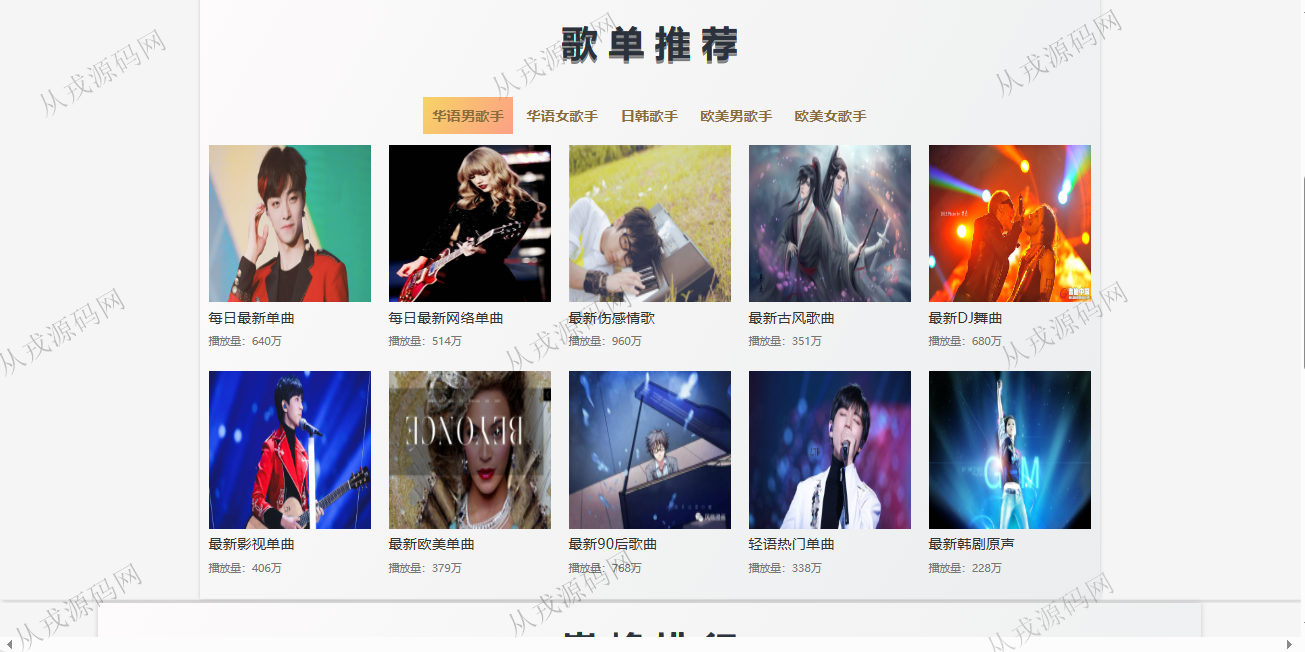 歌单推荐
华语男歌手 华语女歌手 日韩歌手 欧美男歌手 欧美女歌手
每日最新单曲 每日最新网络单曲 最新伤感情歌 最新古风歌曲 最新DJ舞曲
播放量：640万 播放量：514万 播放量：960万 播放量：351万 播放量：680万
BEYONCE
最新影视单曲 最新欧美单曲 最新90后歌曲 轻语热门单曲 最新韩剧原声
播放量：406万 播放量：379万 播放量：768万 播放量：338万 播放量：228万
从戎源码网
从戎源码网
从戎源码网
从戎源码网
从戎源码网
从戎源码网
从戎源码网
从戎源码网
从戎源码网